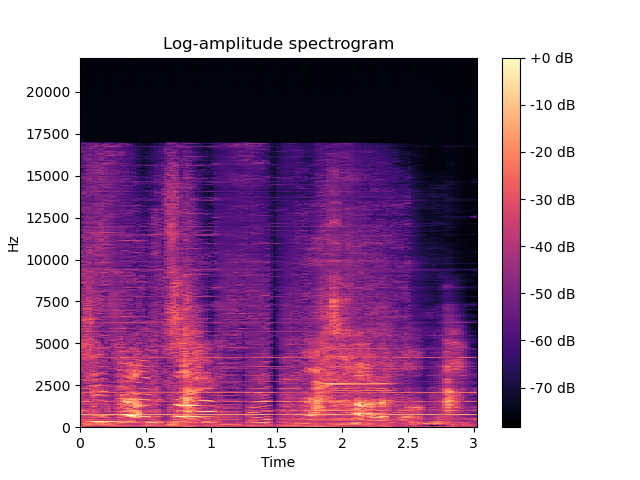 Log-amplitude spectrogram
Hz
20000
17500
15000
12500
10000
7500
5000
2500
0
0 0.5 1 1.5 2 2.5 3
Time
+0 dB
-10 dB
-20 dB
-30 dB
-40 dB
-50 dB
-60 dB
-70 dB